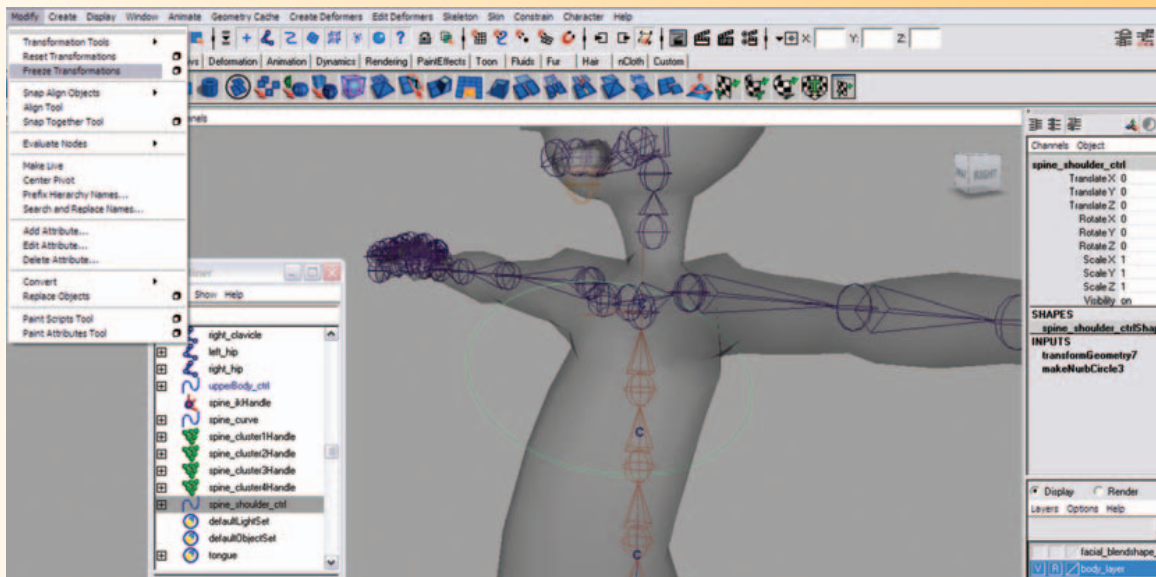 Modify Create Display Window Animate Geometry Cache Create Deformers Edit Deformers Skeleton Skin Constrain Character Help
X: Y: Z:
Deformation Animation Dynamics Rendering PaintEffects Toon Fluids Fur Hair nCloth Custom
Transformation Tools
Reset Transformations
Freeze Transformations
Snap Align Objects
Align Tool
Snap Together Tool
Evaluate Nodes
Make Live
Center Pivot
Prefix Hierarchy Names...
Search and Replace Names...
Add Attribute...
Edit Attribute...
Delete Attribute...
Convert
Replace Objects
Paint Scripts Tool
Paint Attributes Tool
Show Help
right_clavicle
left_hip
right_hip
upperBody_ctrl
spine_ikHandle
spine_curve
spine_cluster1Handle
spine_cluster2Handle
spine_cluster3Handle
spine_cluster4Handle
spine_shoulder_ctrl
defaultLightSet
defaultObjectSet
tongue
C
C
C
RIGHT
Channels Object
spine_shoulder_ctrl
Translate X 0
Translate Y 0
Translate Z 0
Rotate X 0
Rotate Y 0
Rotate Z 0
Scale X 1
Scale Y 1
Scale Z 1
Visibility on
SHAPES
spine_shoulder_ctrlShap
INPUTS
transformGeometry7
makeNurbCircle3
Display Render
Layers Options Help
facial_blendshape_
V R body_layer